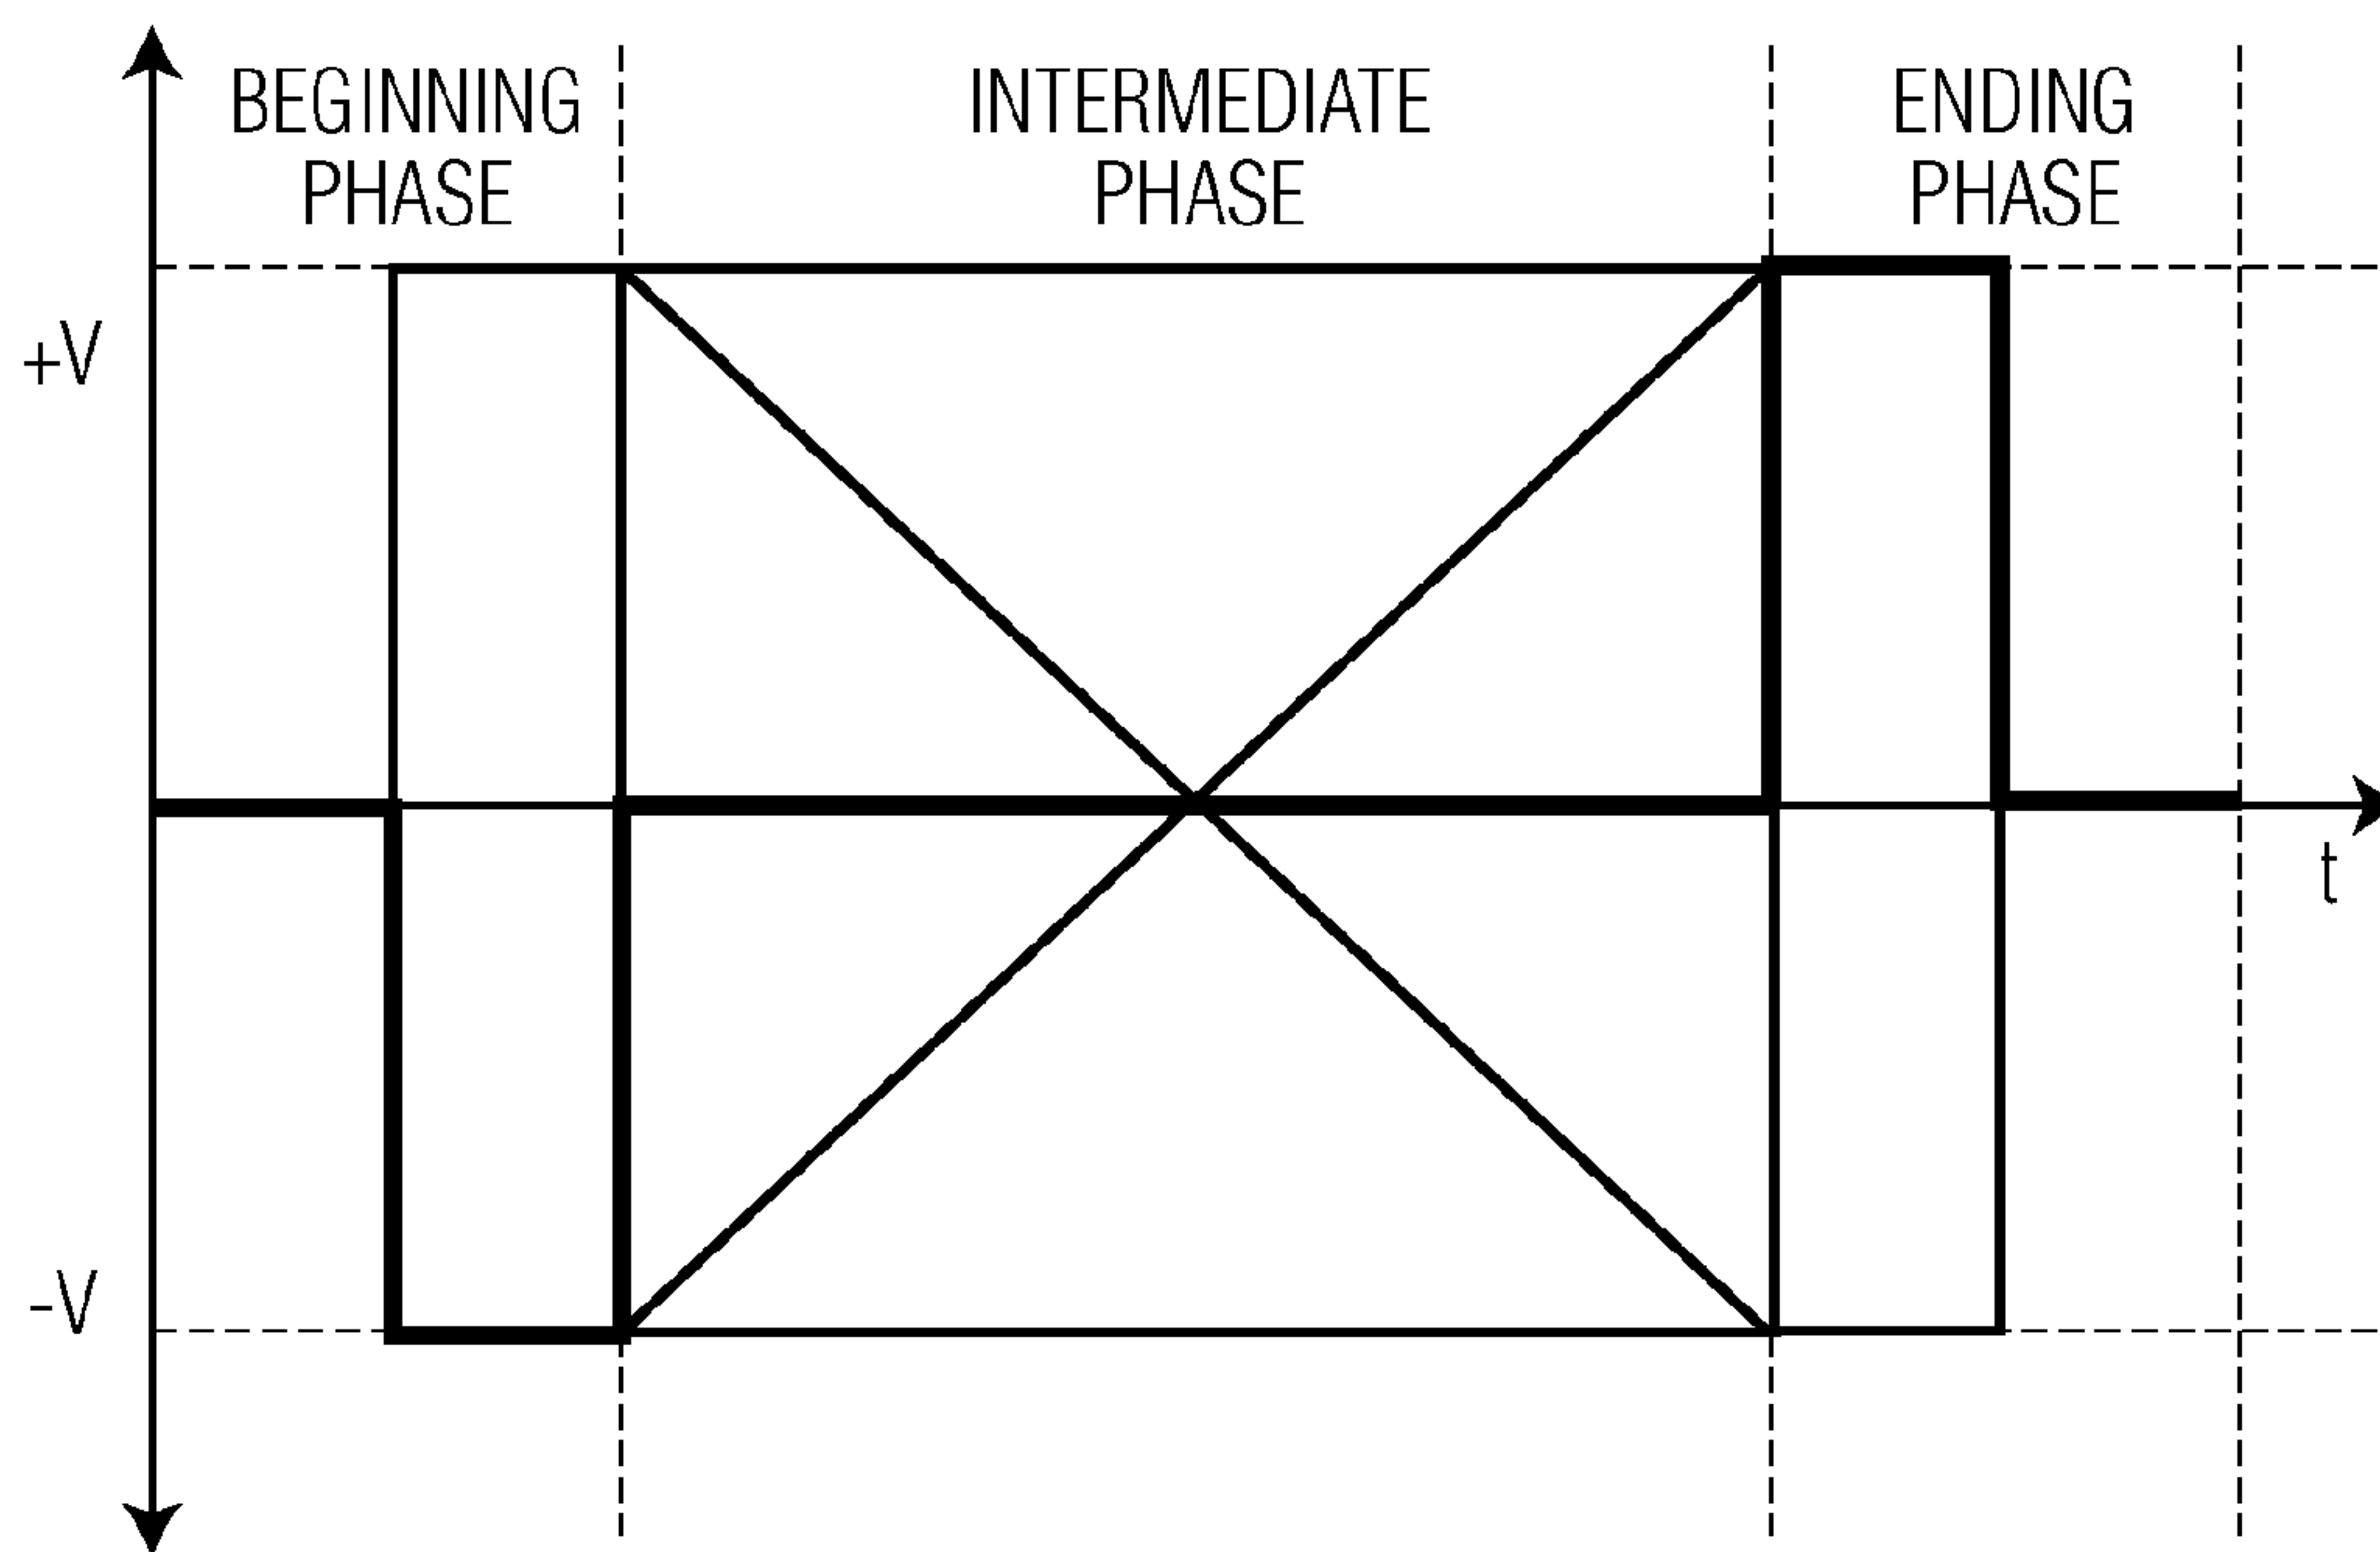 BEGINNING
PHASE
INTERMEDIATE
PHASE
ENDING
PHASE
+V
t
-V